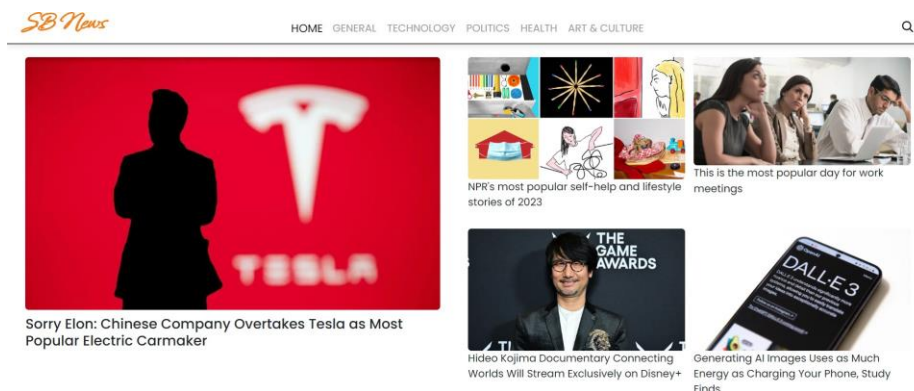 SB News
HOME GENERAL TECHNOLOGY POLITICS HEALTH ART & CULTURE
TESLA
Sorry Elon: Chinese Company Overtakes Tesla as Most
Popular Electric Carmaker
NPR's most popular self-help and lifestyle
stories of 2023
This is the most popular day for work
meetings
THE
GAME
AWARDS
Hideo Kojima Documentary Connecting
Worlds Will Stream Exclusively on Disney+
OpenAI
DALL·E 3
Generating AI Images Uses as Much
Energy as Charging Your Phone, Study
Finds